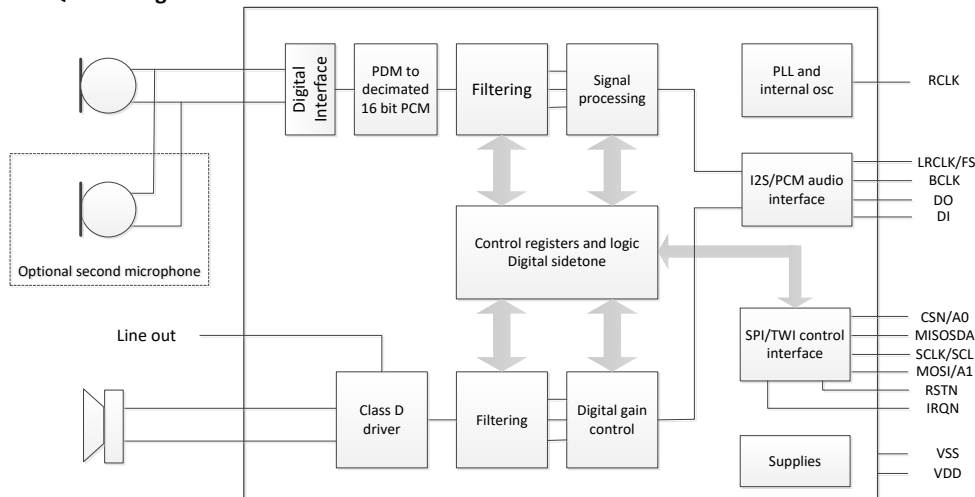 Digital
Interface
PDM to
decimated
16 bit PCM
Filtering
Signal
processing
PLL and
internal osc
RCLK
I2S/PCM audio
interface
LRCLK/FS
BCLK
DO
DI
Optional second microphone
Control registers and logic
Digital sidetone
Line out
Class D
driver
Filtering
Digital gain
control
SPI/TWI control
interface
CSN/A0
MISOSDA
SCLK/SCL
MOSI/A1
RSTN
IRQN
Supplies
VSS
VDD